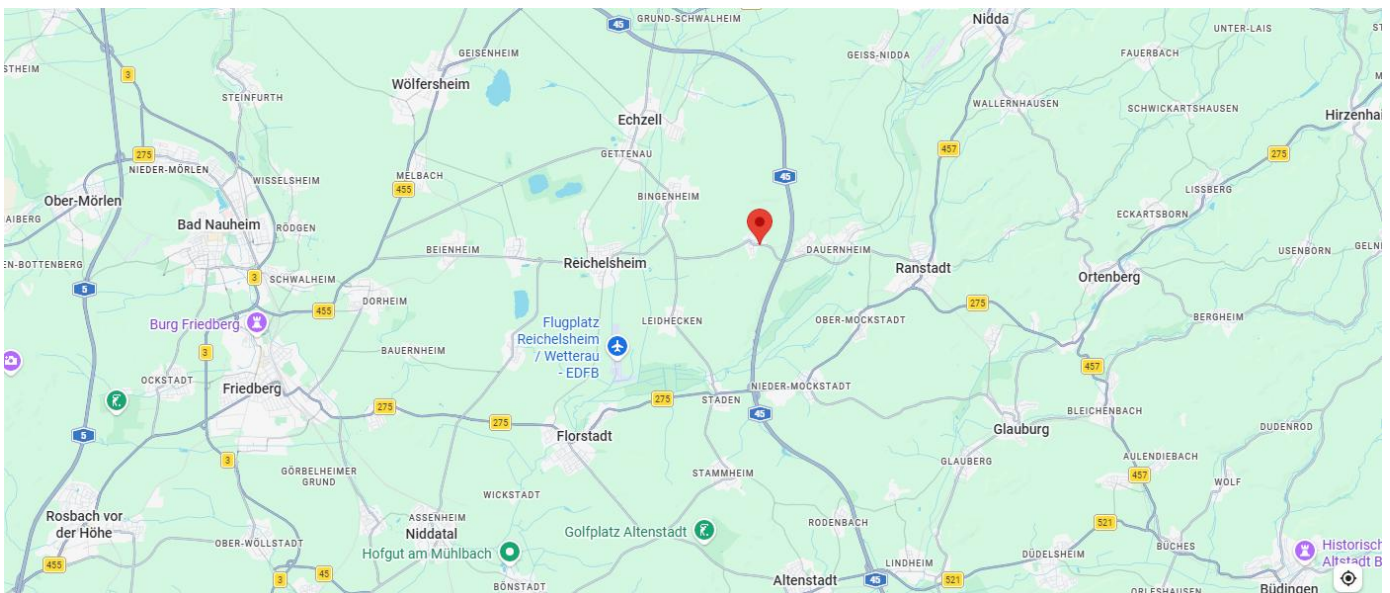 45
GRUND-SCHWALHEIM
Nidda
UNTER-LAIS
GEISENHEIM
GEISS-NIDDA
FAUERBACH
3
Wölfersheim
STEINFURTH
WALLERNHAUSEN
SCHWICKARTSHAUSEN
Echzell
Hirzenhai
275
GETTENAU
457
275
NIEDER-MÖRLEN
MELBACH
WISSELSHEIM
455
45
LISSBERG
Ober-Mörlen
BINGENHEIM
AIBERG
Bad Nauheim
RÖDGEN
ECKARTSBORN
BEIENHEIM
DAUERNHEIM
USENBORN
GELN
EN-BOTTENBERG
Reichelsheim
Ranstadt
3
SCHWALHEIM
Ortenberg
5
DORHEIM
275
455
Burg Friedberg
LEIDHECKEN
OBER-MOCKSTADT
BERGHEIM
Flugplatz
Reichelsheim
/ Wetterau
- EDFB
3
BAUERNHEIM
457
OCKSTADT
Friedberg
NIEDER-MOCKSTADT
275
STADEN
275
45
BLEICHENBACH
275
Glauburg
DUDENROD
5
Florstadt
3
GLAUBERG
AULENDIEBACH
GÖRBELHEIMER
GRUND
STAMMHEIM
457
WOLF
WICKSTADT
Rosbach vor
der Höhe
ASSENHEIM
Niddatal
Golfplatz Altenstadt
RODENBACH
521
OBER-WÖLLSTADT
Hofgut am Mühlbach
DÜDELSHEIM
BÜCHES
Historisch
Altstadt B
455
LINDHEIM
3
45
BÖNSTADT
Altenstadt
45
521
ORLESHAUSEN
Büdingen